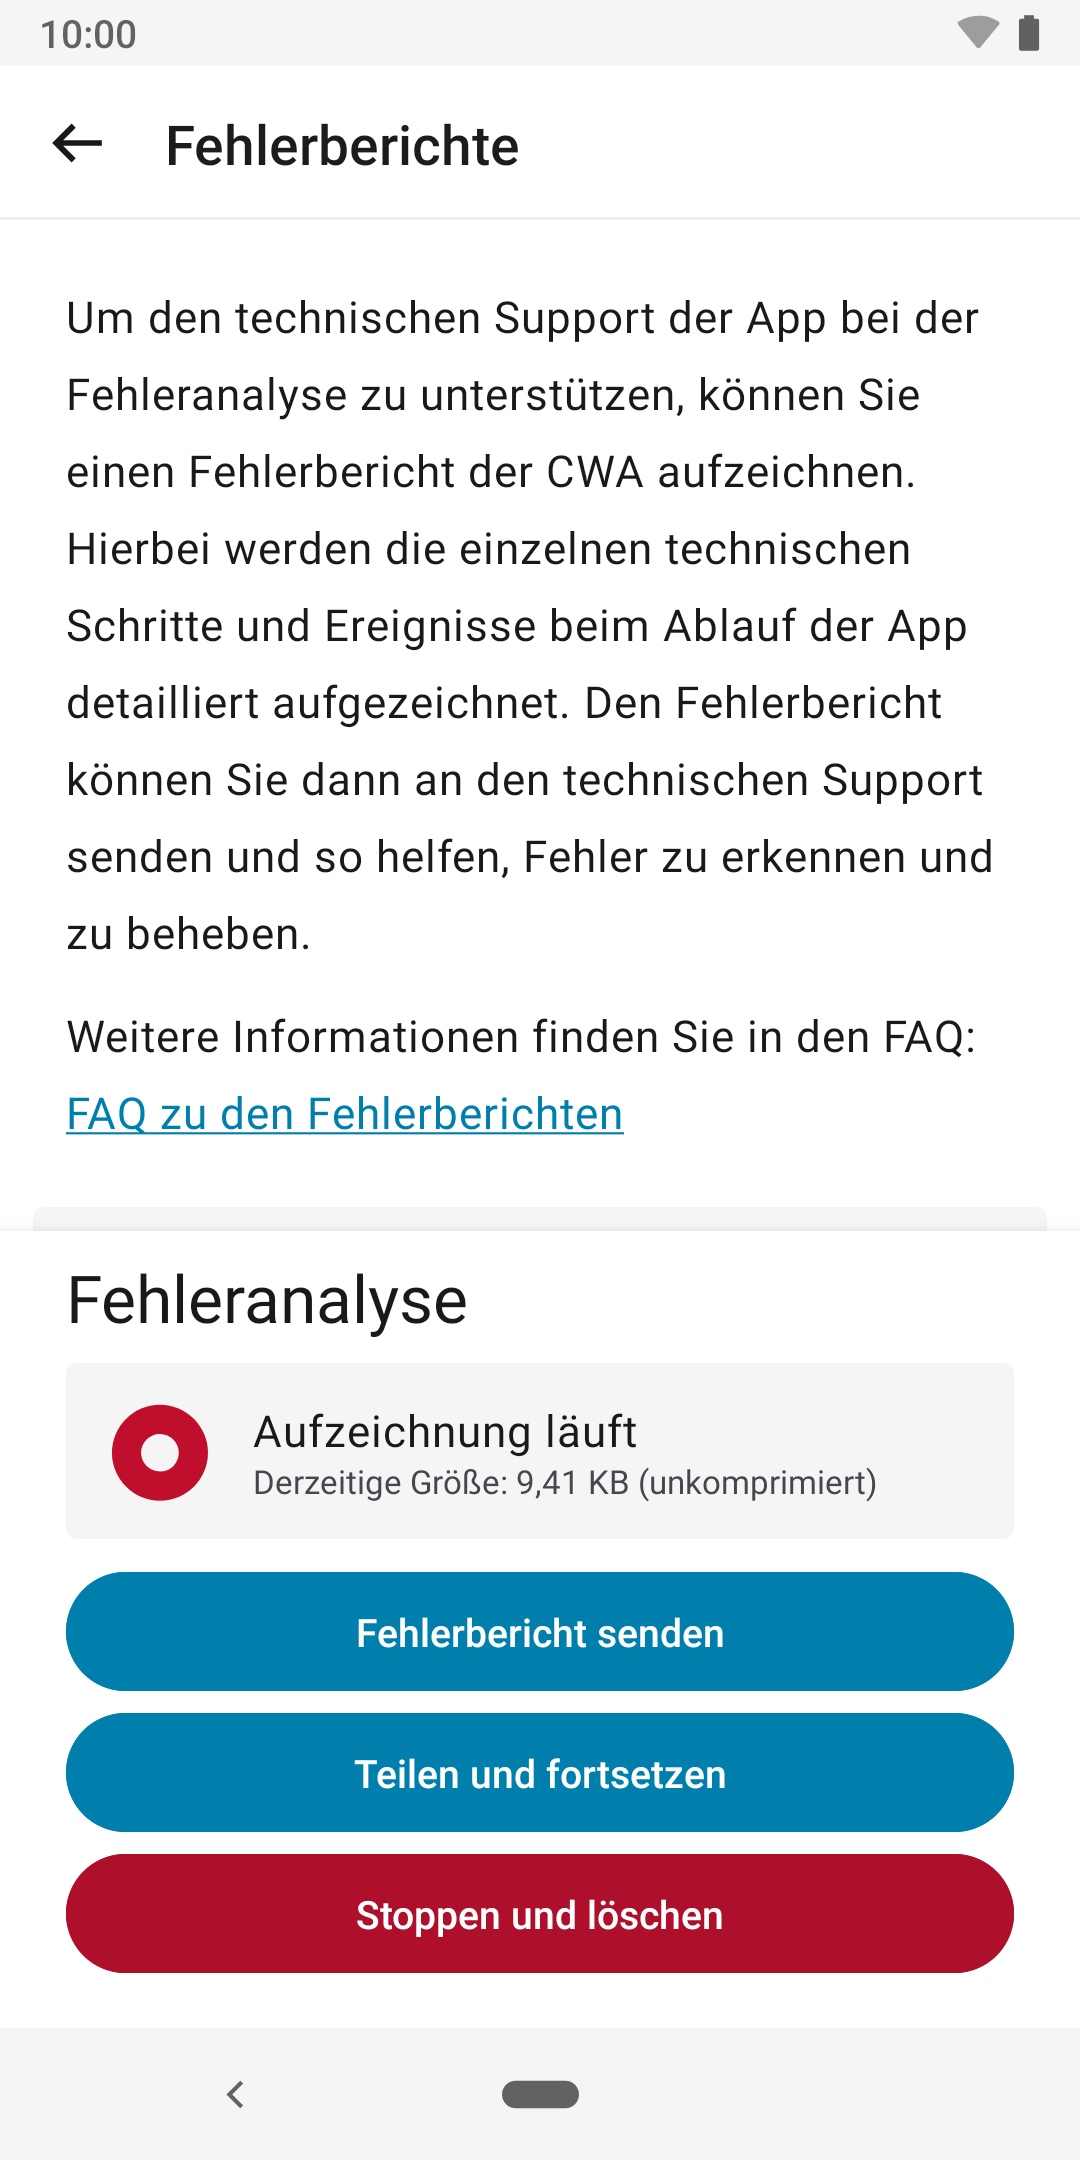 10:00
Fehlerberichte
Um den technischen Support der App bei der
Fehleranalyse zu unterstützen, können Sie
einen Fehlerbericht der CWA aufzeichnen.
Hierbei werden die einzelnen technischen
Schritte und Ereignisse beim Ablauf der App
detailliert aufgezeichnet. Den Fehlerbericht
können Sie dann an den technischen Support
senden und so helfen, Fehler zu erkennen und
zu beheben.
Weitere Informationen finden Sie in den FAQ:
FAQ zu den Fehlerberichten
Fehleranalyse
Aufzeichnung läuft
Derzeitige Größe: 9,41 KB (unkomprimiert)
Fehlerbericht senden
Teilen und fortsetzen
Stoppen und löschen